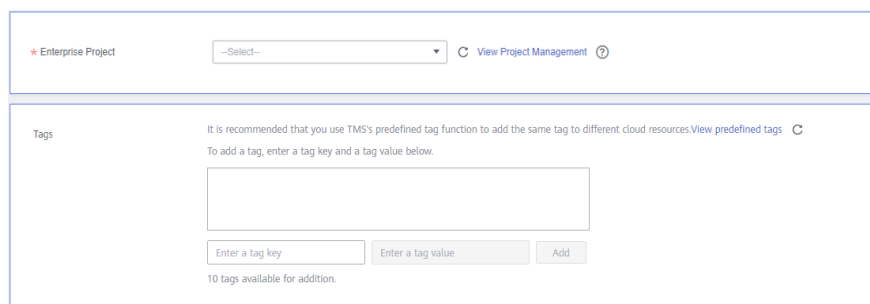 * Enterprise Project --Select-- View Project Management ?
Tags It is recommended that you use TMS's predefined tag function to add the same tag to different cloud resources.View predefined tags
To add a tag, enter a tag key and a tag value below.
Enter a tag key Enter a tag value Add
10 tags available for addition.